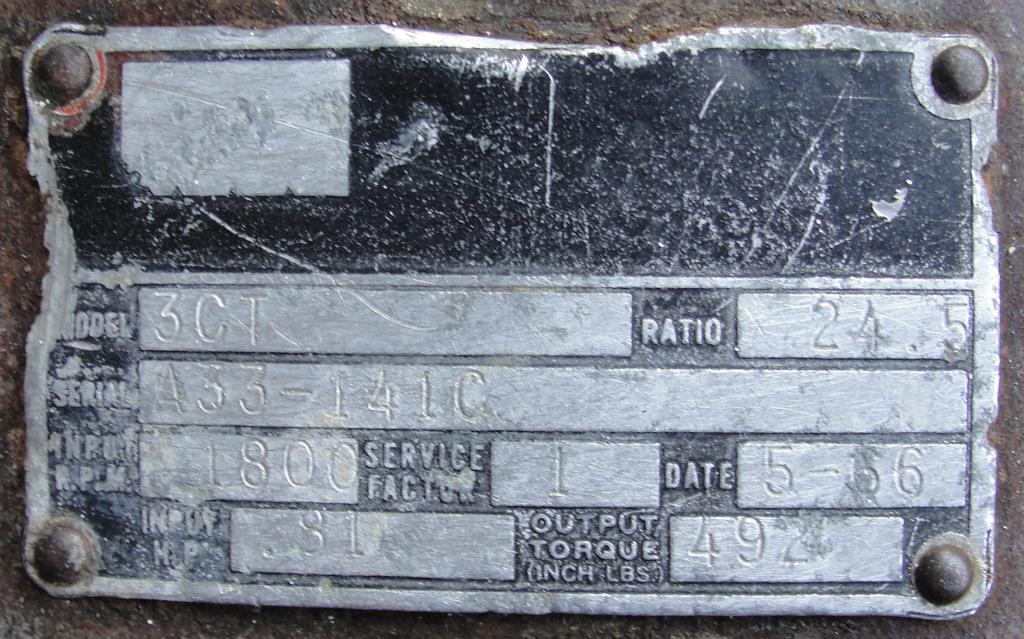 MODEL 3CT RATIO 24.5
SERIAL A33-141C
INPUT R.P.M. 1800 SERVICE FACTOR 1 DATE 5-66
INPUT H.P. .81 OUTPUT TORQUE (INCH-LBS.) 492